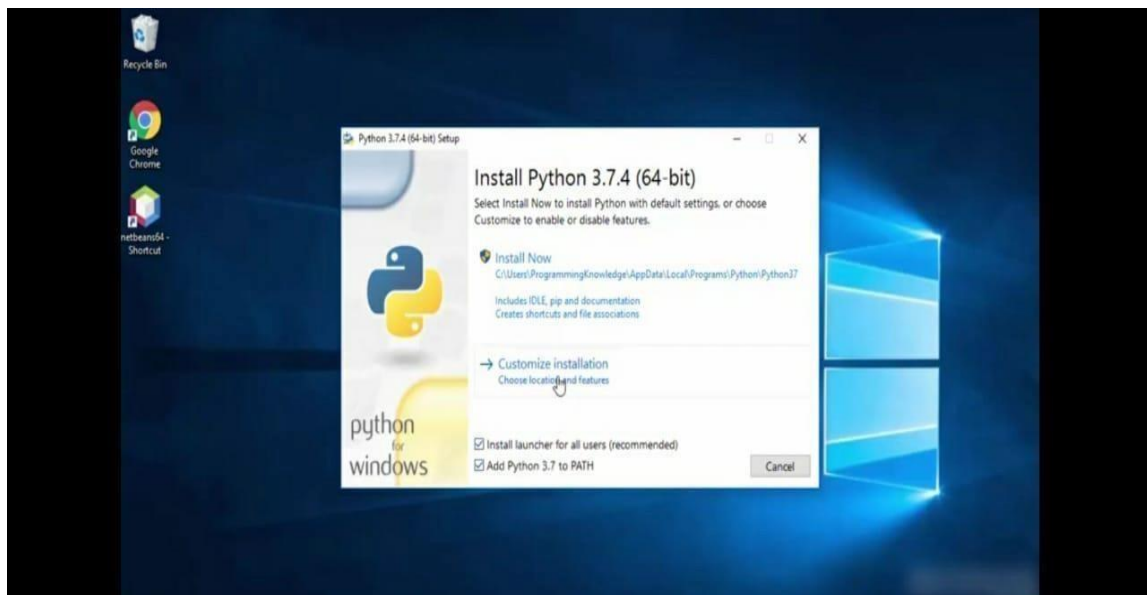 Recycle Bin
Google
Chrome
netbeans64 -
Shortcut
Python 3.7.4 (64-bit) Setup
Install Python 3.7.4 (64-bit)
Select Install Now to install Python with default settings, or choose
Customize to enable or disable features.
Install Now
C:\Users\ProgrammingKnowledge\AppData\Local\Programs\Python\Python37
Includes IDLE, pip and documentation
Creates shortcuts and file associations
Customize installation
Choose location and features
python
for
windows
Install launcher for all users (recommended)
Add Python 3.7 to PATH
Cancel